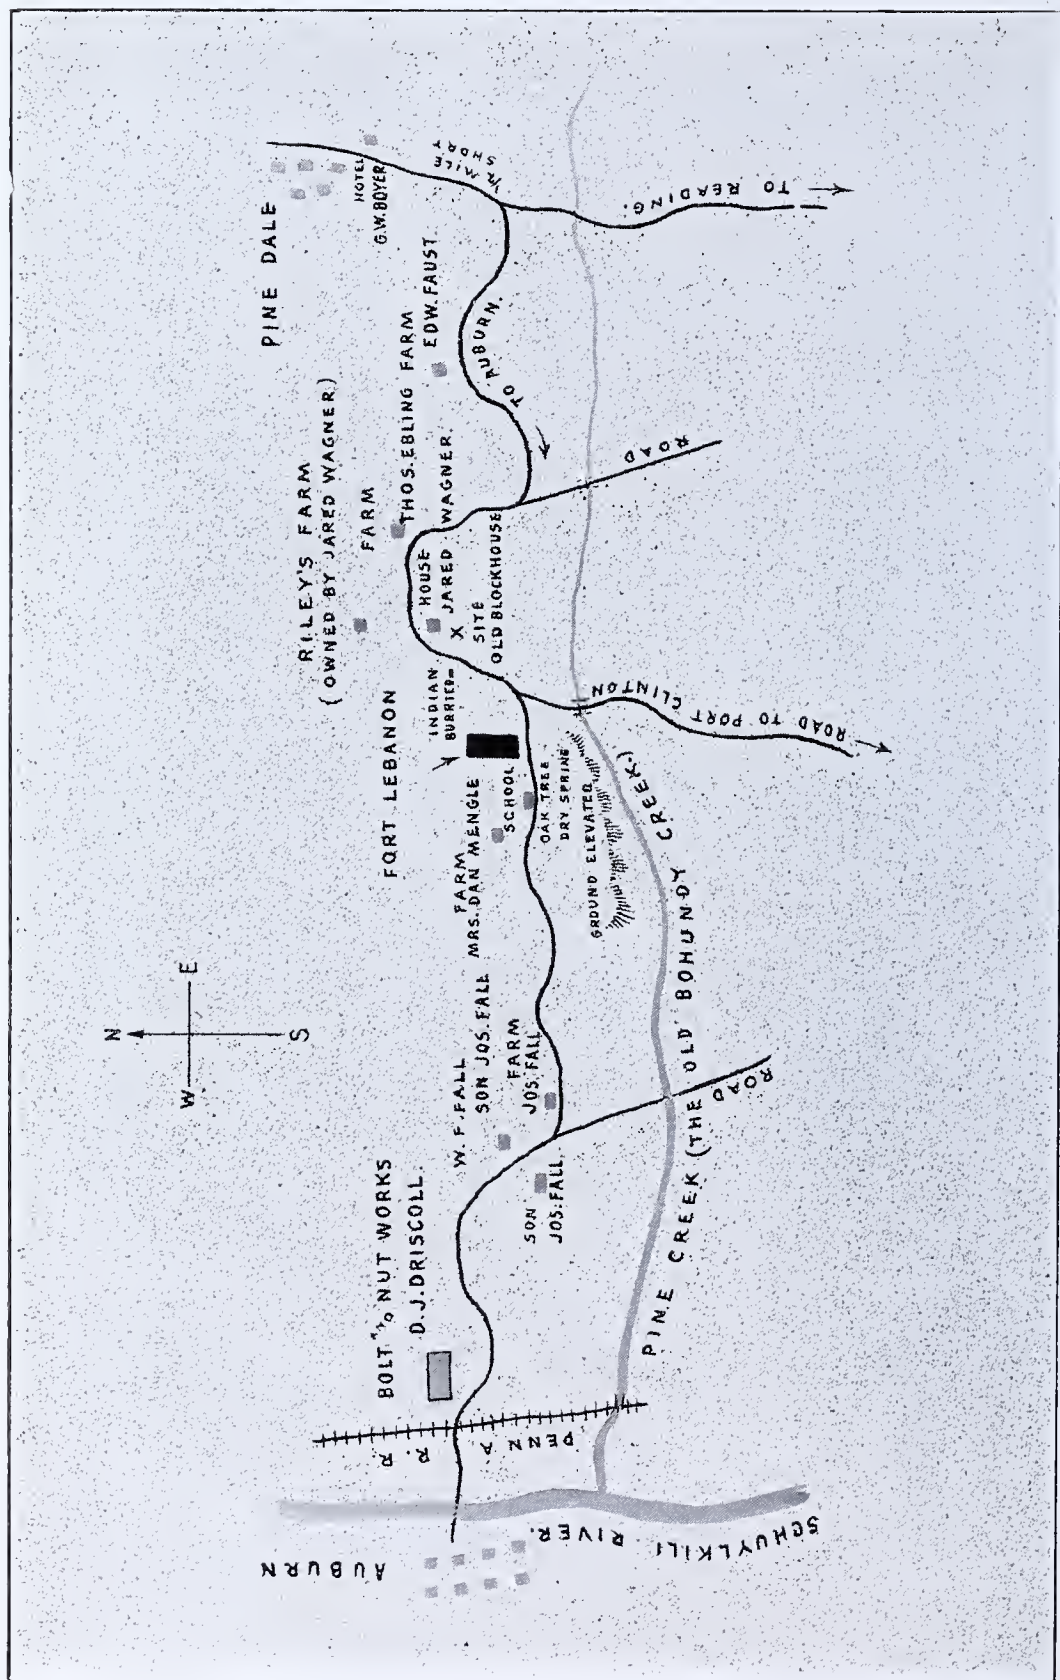 N
W
E
S
PINE DALE
HOTEL
G.W. BOYER
1/2 MILE
SHORT
TO READING.
EDW. FAUST.
TO AUBURN.
THOS. EBLING FARM
RILEY'S FARM
(OWNED BY JARED WAGNER)
FARM
HOUSE
X JARED WAGNER.
SITE
OLD BLOCKHOUSE
ROAD
INDIAN
BURRIED
FORT LEBANON
ROAD TO PORT CLINTON
SCHOOL
OAK TREE
DRY SPRING
GROUND ELEVATED
FARM
MRS. DAN MENGLE
SON JOS. FALL
W. F. FALL
FARM
JOS. FALL
SON
JOS. FALL
ROAD
PINE CREEK (THE OLD BOHUNDY CREEK.)
BOLT AND NUT WORKS
D.J. DRISCOLL.
PENN A. R. R.
SCHUYLKILL RIVER.
AUBURN